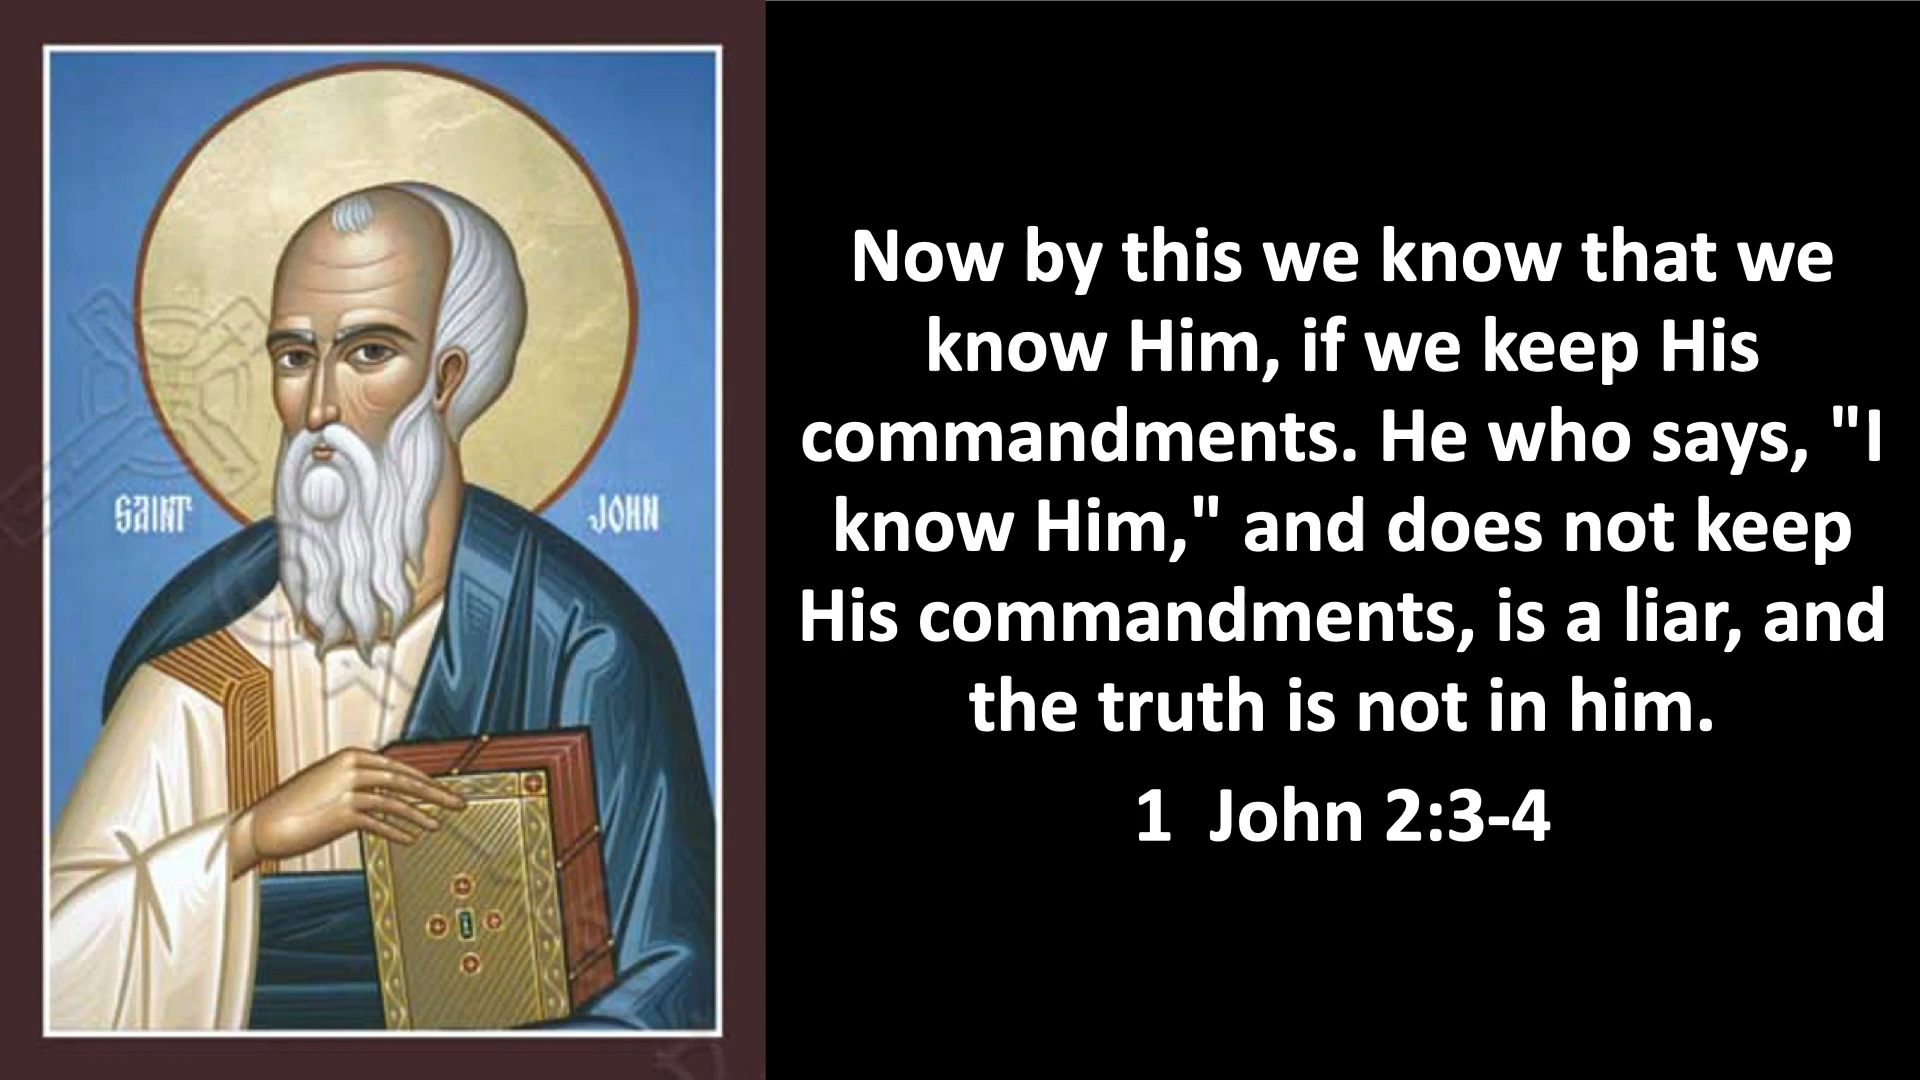 SAINT JOHN
Now by this we know that we
know Him, if we keep His
commandments. He who says, "I
know Him," and does not keep
His commandments, is a liar, and
the truth is not in him.
1  John 2:3-4